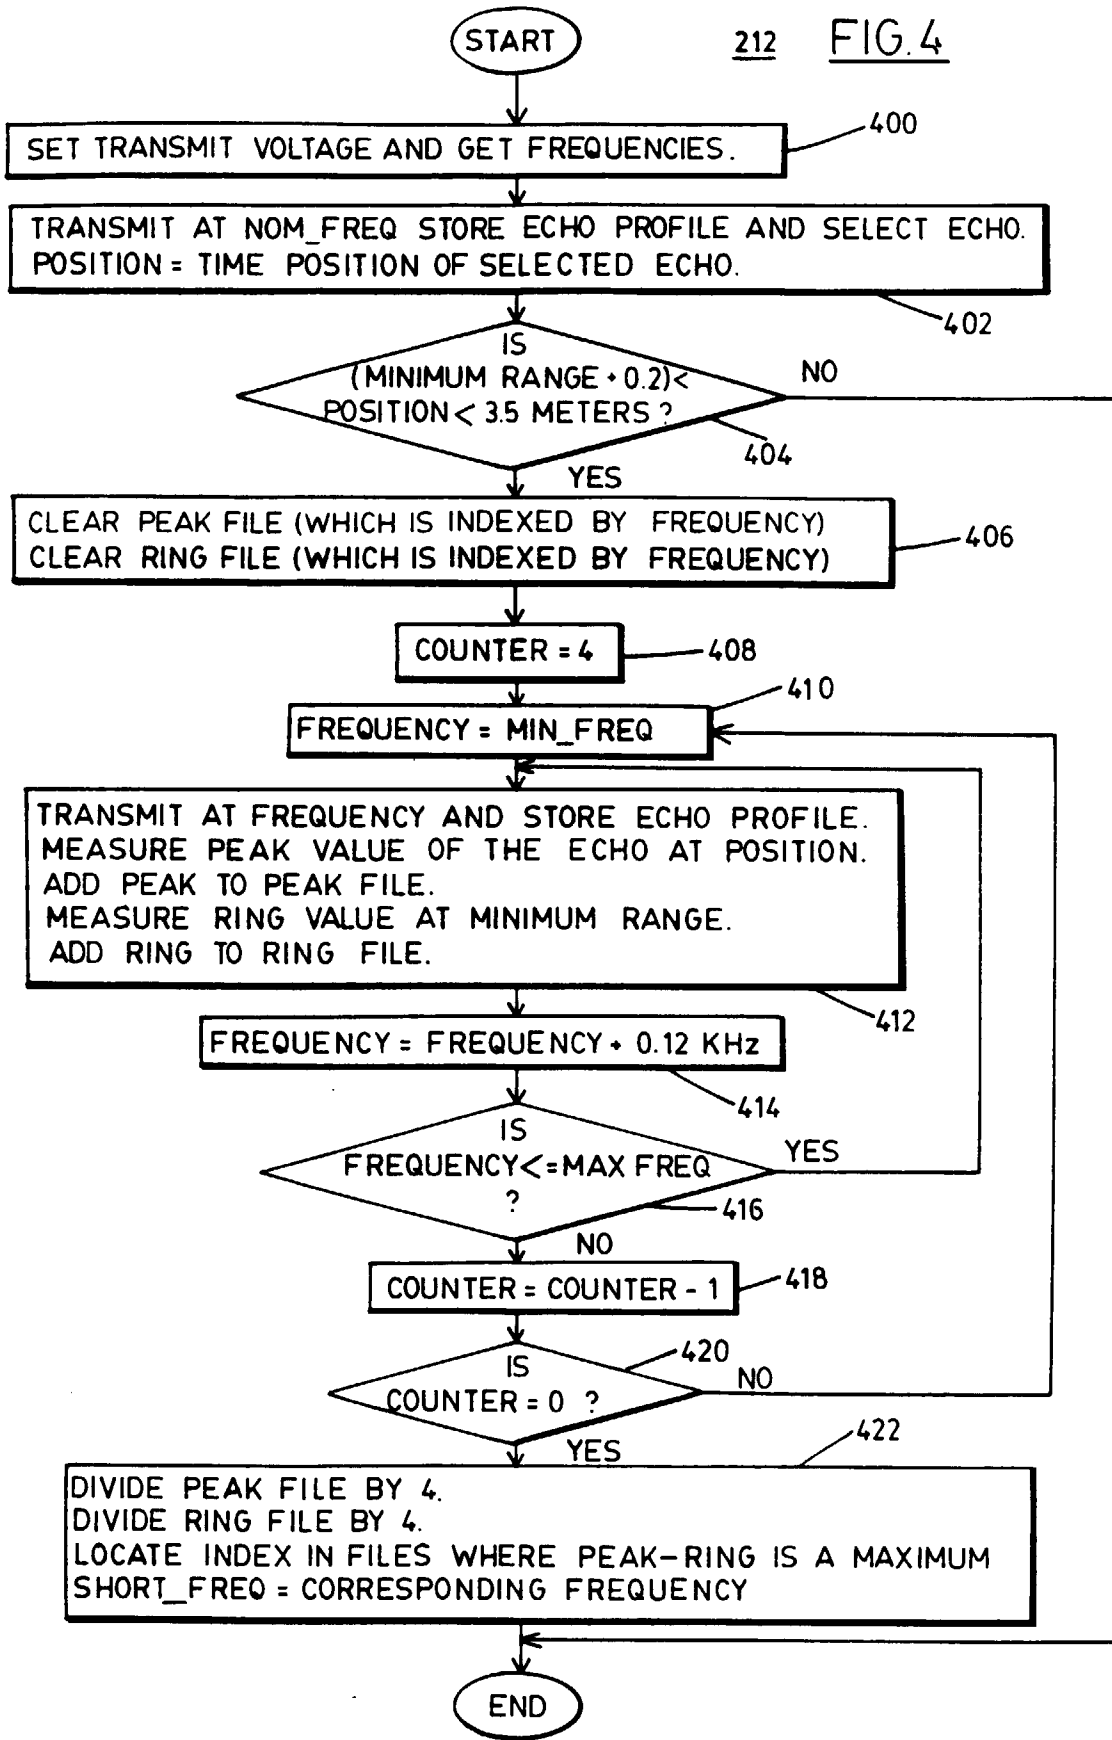 START
212 FIG. 4
SET TRANSMIT VOLTAGE AND GET FREQUENCIES.
400
TRANSMIT AT NOM_FREQ STORE ECHO PROFILE AND SELECT ECHO.
POSITION = TIME POSITION OF SELECTED ECHO.
402
IS
(MINIMUM RANGE + 0.2)<
POSITION < 3.5 METERS ?
NO
404
YES
CLEAR PEAK FILE (WHICH IS INDEXED BY FREQUENCY)
CLEAR RING FILE (WHICH IS INDEXED BY FREQUENCY)
406
COUNTER = 4
408
410
FREQUENCY = MIN_FREQ
TRANSMIT AT FREQUENCY AND STORE ECHO PROFILE.
MEASURE PEAK VALUE OF THE ECHO AT POSITION.
ADD PEAK TO PEAK FILE.
MEASURE RING VALUE AT MINIMUM RANGE.
ADD RING TO RING FILE.
412
FREQUENCY = FREQUENCY + 0.12 KHz
414
IS
FREQUENCY<=MAX FREQ
?
YES
416
NO
COUNTER = COUNTER - 1
418
420
IS
COUNTER = 0 ?
NO
YES
422
DIVIDE PEAK FILE BY 4.
DIVIDE RING FILE BY 4.
LOCATE INDEX IN FILES WHERE PEAK-RING IS A MAXIMUM
SHORT_FREQ = CORRESPONDING FREQUENCY
END